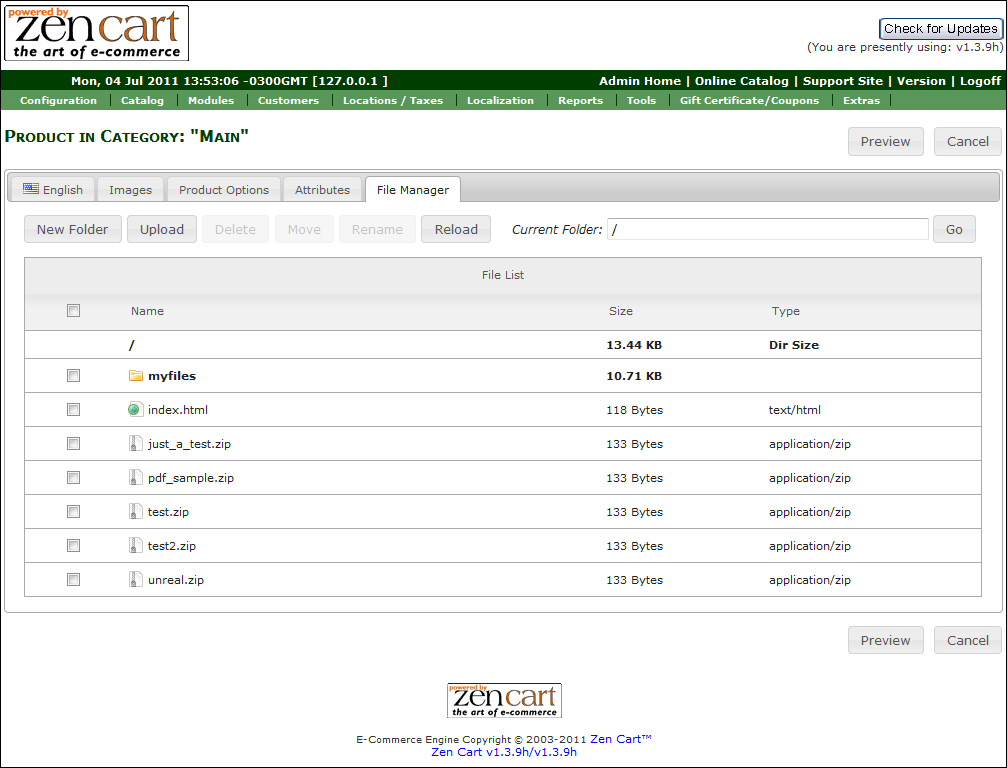 powered by
zen cart
the art of e-commerce
Check for Updates
(You are presently using: v1.3.9h)
Mon, 04 Jul 2011 13:53:06 -0300GMT [127.0.0.1 ]
Admin Home | Online Catalog | Support Site | Version | Logoff
Configuration Catalog Modules Customers Locations / Taxes Localization Reports Tools Gift Certificate/Coupons Extras
Product in Category: "Main"
Preview Cancel
English Images Product Options Attributes File Manager
New Folder Upload Delete Move Rename Reload Current Folder: / Go
File List
Name Size Type
/ 13.44 KB Dir Size
myfiles 10.71 KB
index.html 118 Bytes text/html
just_a_test.zip 133 Bytes application/zip
pdf_sample.zip 133 Bytes application/zip
test.zip 133 Bytes application/zip
test2.zip 133 Bytes application/zip
unreal.zip 133 Bytes application/zip
Preview Cancel
powered by
zen cart
the art of e-commerce
E-Commerce Engine Copyright © 2003-2011 Zen Cart™
Zen Cart v1.3.9h/v1.3.9h